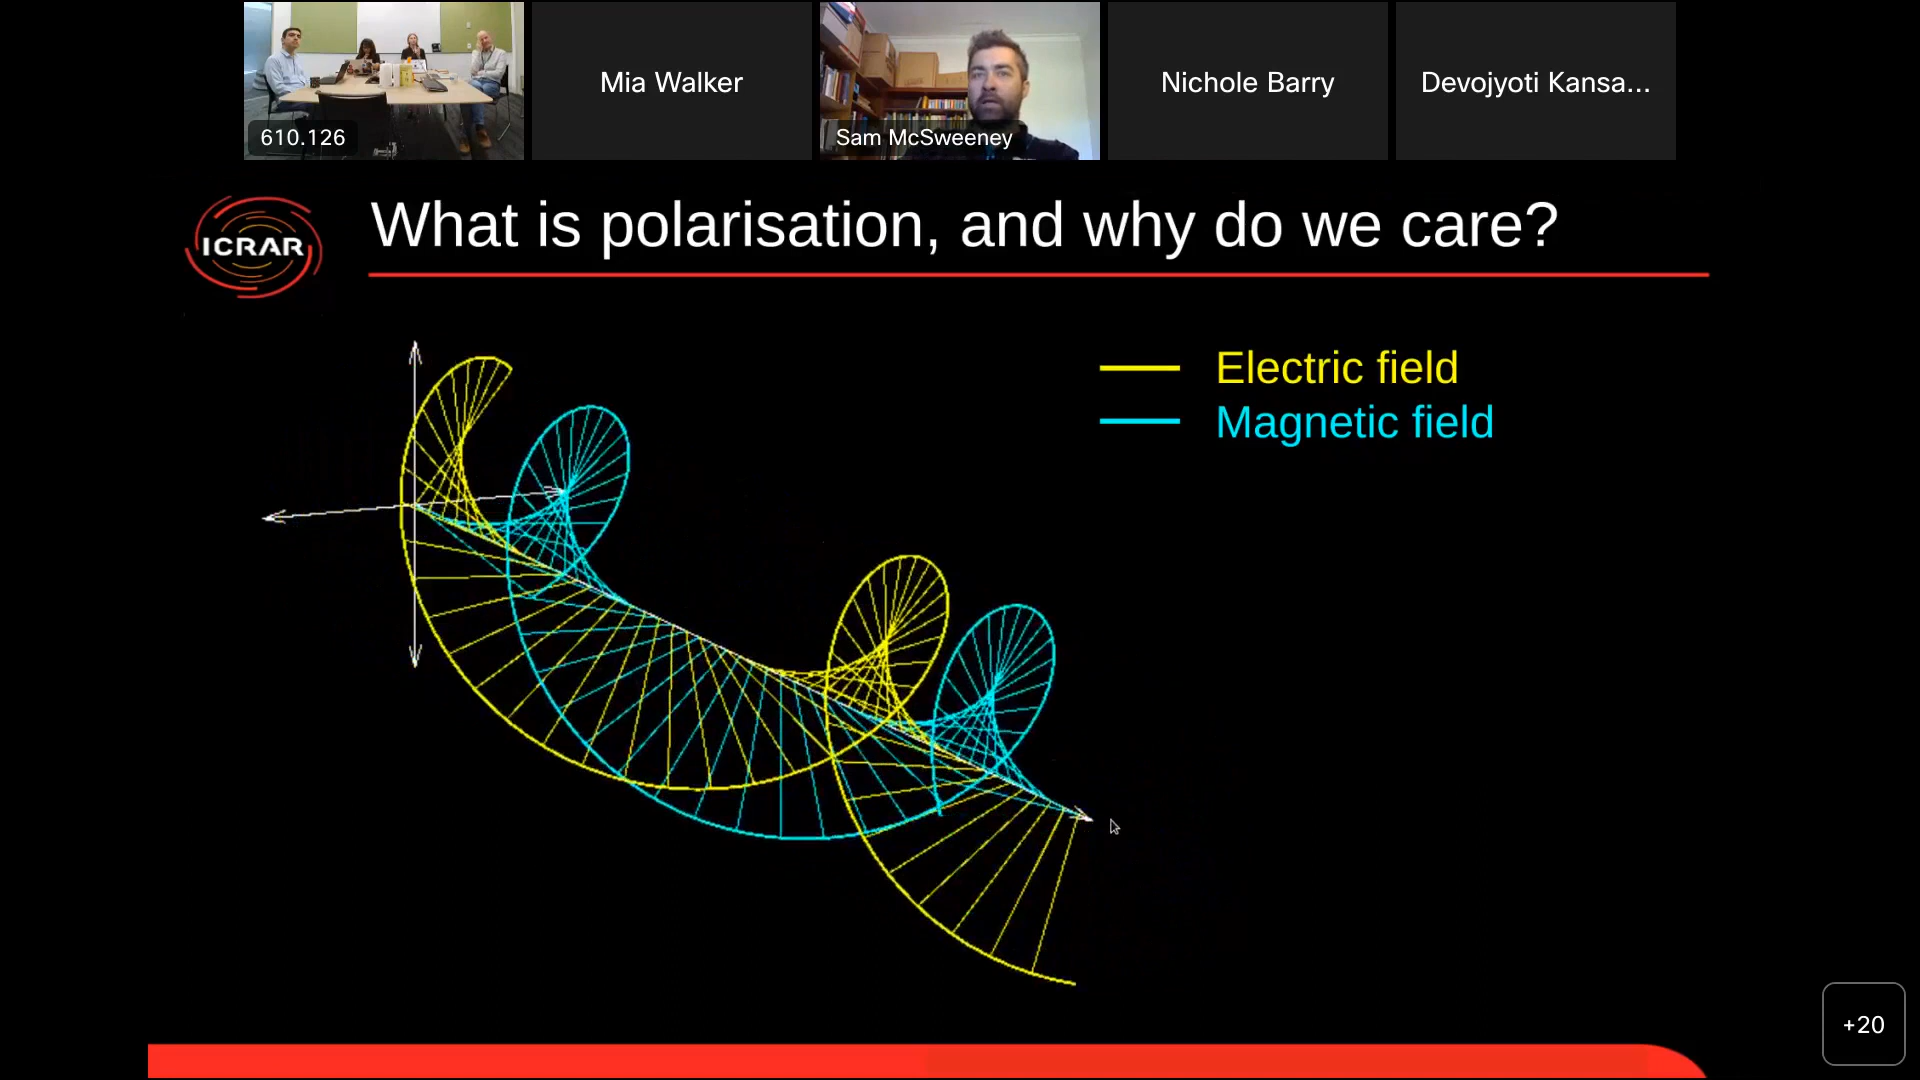 610.126
Mia Walker
Sam McSweeney
Nichole Barry
Devojyoti Kansa...
ICRAR
What is polarisation, and why do we care?
Electric field
Magnetic field
+20